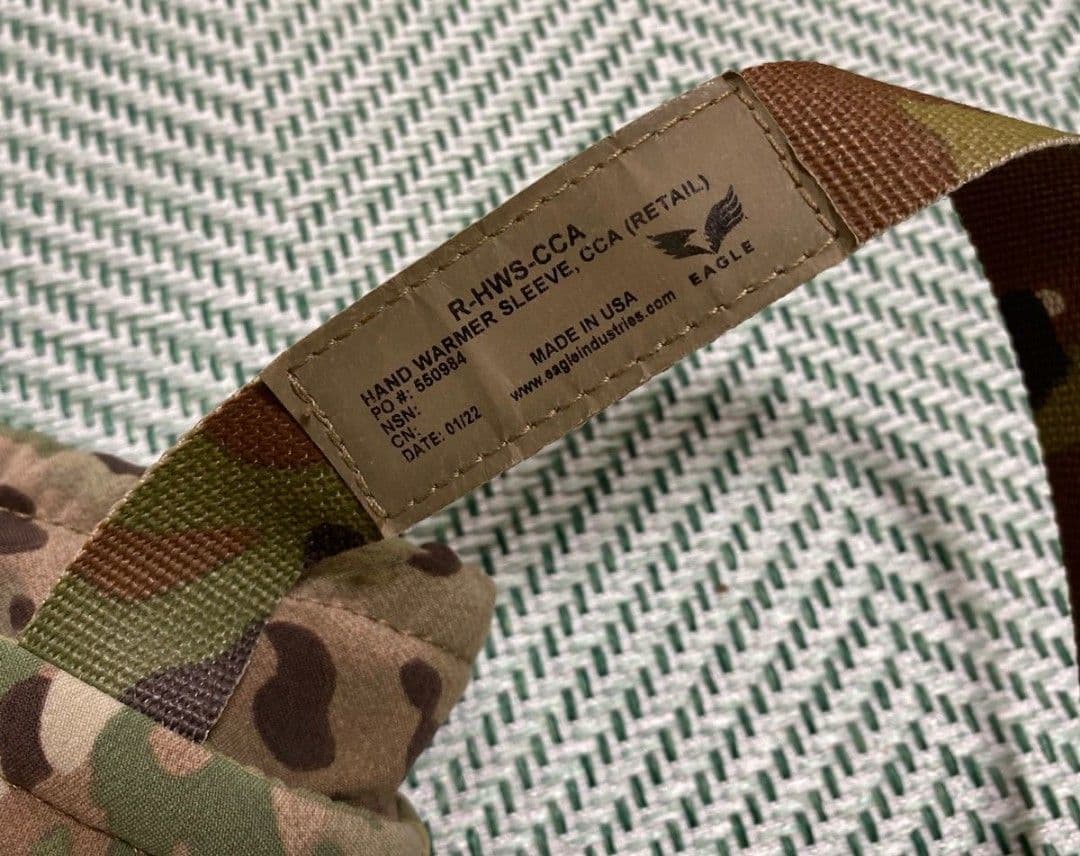 R-HWS-CCA
HAND WARMER SLEEVE, CCA (RETAIL)
PO #: 550984
NSN:
CN:
DATE: 01/22
MADE IN USA
www.eagleindustries.com
EAGLE